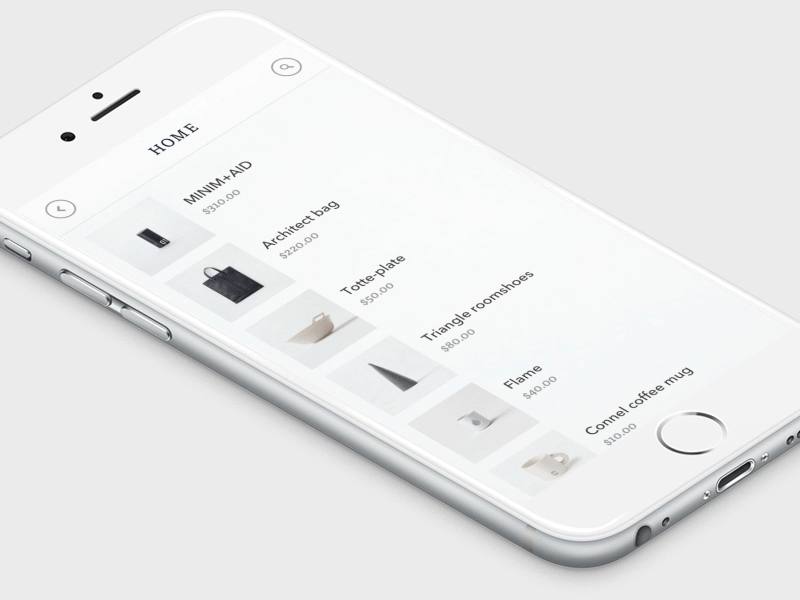 HOME
MINIM+AID
$310.00
Architect bag
$220.00
Totte-plate
$50.00
Triangle roomshoes
$80.00
Flame
$40.00
Connel coffee mug
$10.00